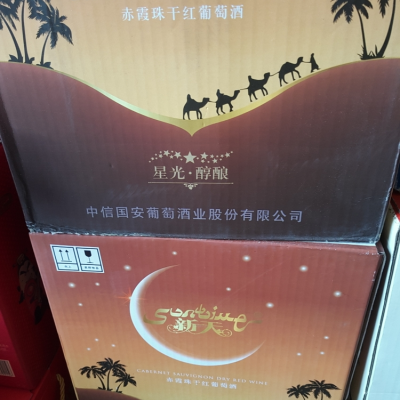 赤霞珠干红葡萄酒
星光·醇酿
中信国安葡萄酒业股份有限公司
Suntime
新天
CABERNET SAUVIGNON DRY RED WINE
赤霞珠干红葡萄酒